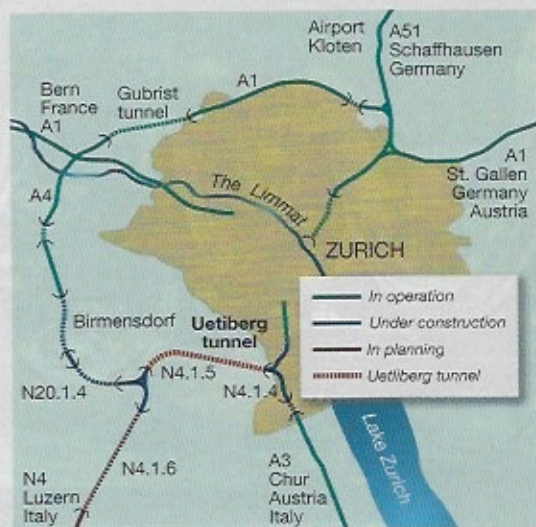 Airport
Kloten
A51
Schaffhausen
Germany
A1
Bern
France
A1
Gubrist
tunnel
A1
St. Gallen
Germany
Austria
A4
The Limmat
ZURICH
In operation
Under construction
In planning
Uetliberg tunnel
Birmensdorf
Uetiberg
tunnel
N4.1.5
N4.1.4
N20.1.4
N4.1.6
N4
Luzern
Italy
A3
Chur
Austria
Italy
Lake Zurich